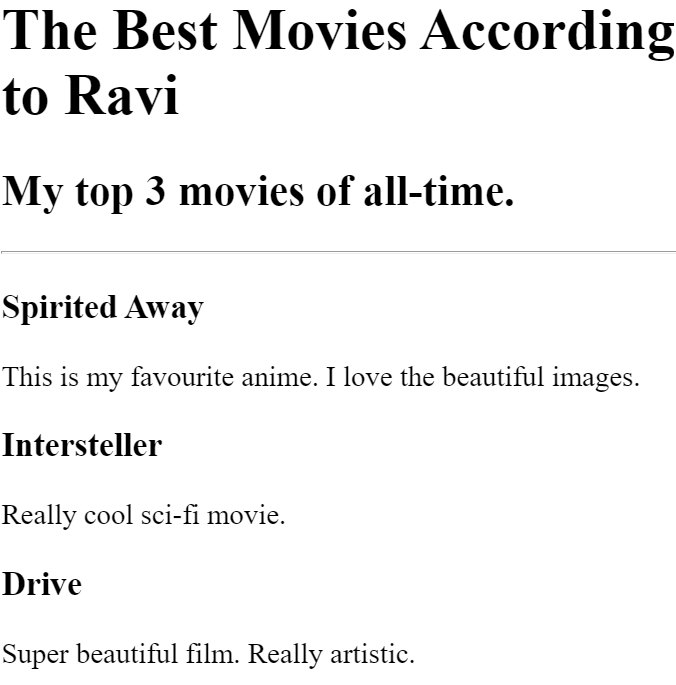 The Best Movies According
to Ravi
My top 3 movies of all-time.
Spirited Away
This is my favourite anime. I love the beautiful images.
Intersteller
Really cool sci-fi movie.
Drive
Super beautiful film. Really artistic.